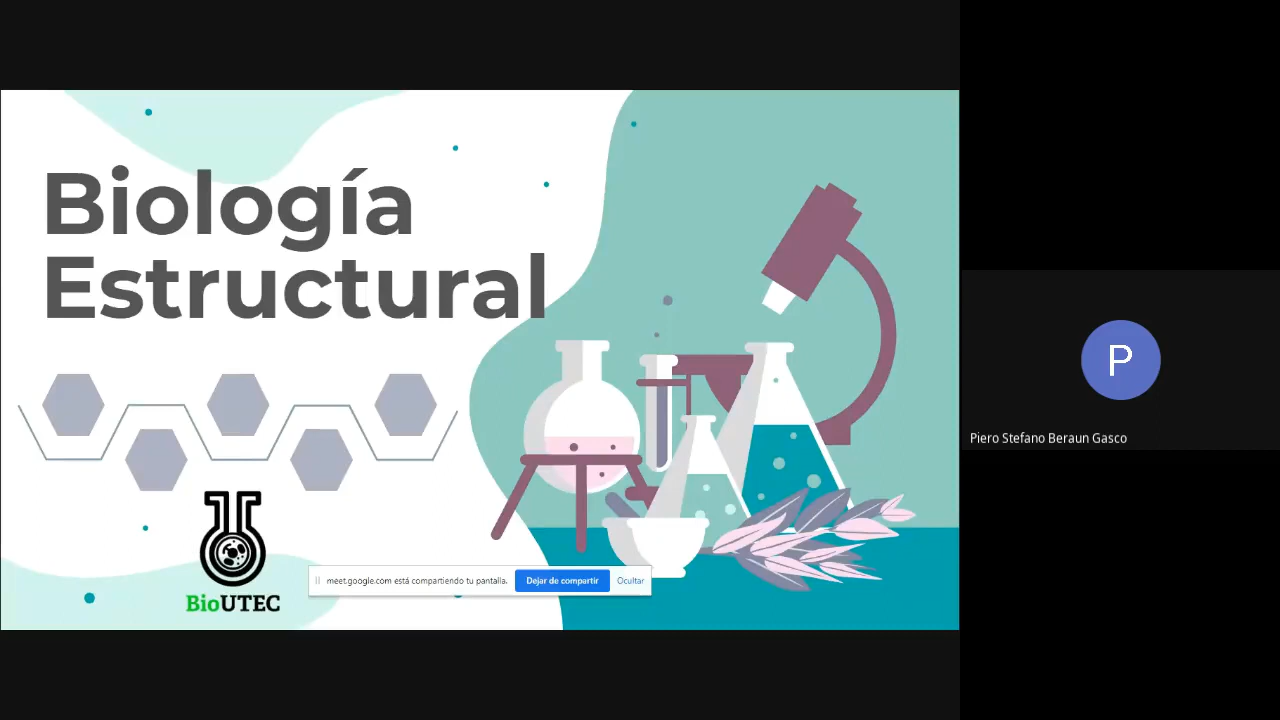 Biología
Estructural
BioUTEC
meet.google.com está compartiendo tu pantalla.
Dejar de compartir
Ocultar
P
Piero Stefano Beraun Gasco